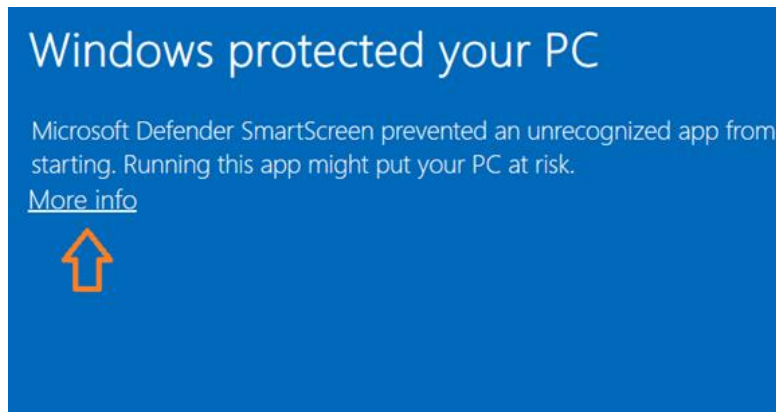 Windows protected your PC
Microsoft Defender SmartScreen prevented an unrecognized app from
starting. Running this app might put your PC at risk.
More info